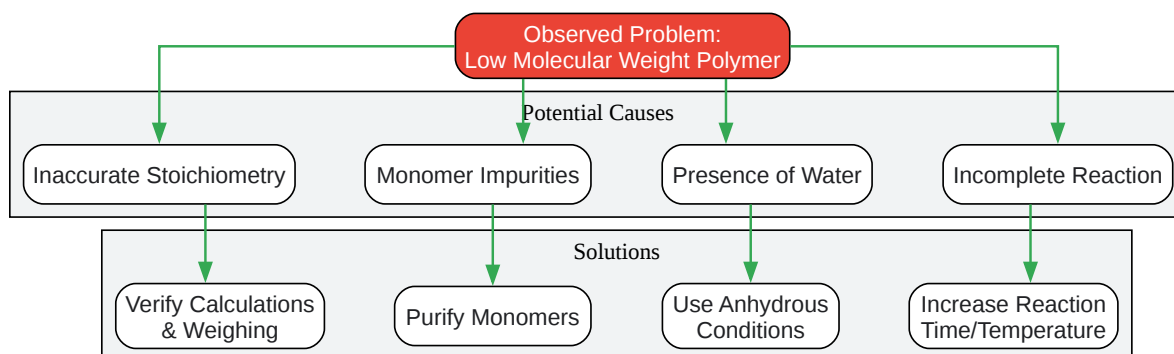 Observed Problem:
Low Molecular Weight Polymer
Potential Causes
Inaccurate Stoichiometry
Monomer Impurities
Presence of Water
Incomplete Reaction
Solutions
Verify Calculations
& Weighing
Purify Monomers
Use Anhydrous
Conditions
Increase Reaction
Time/Temperature